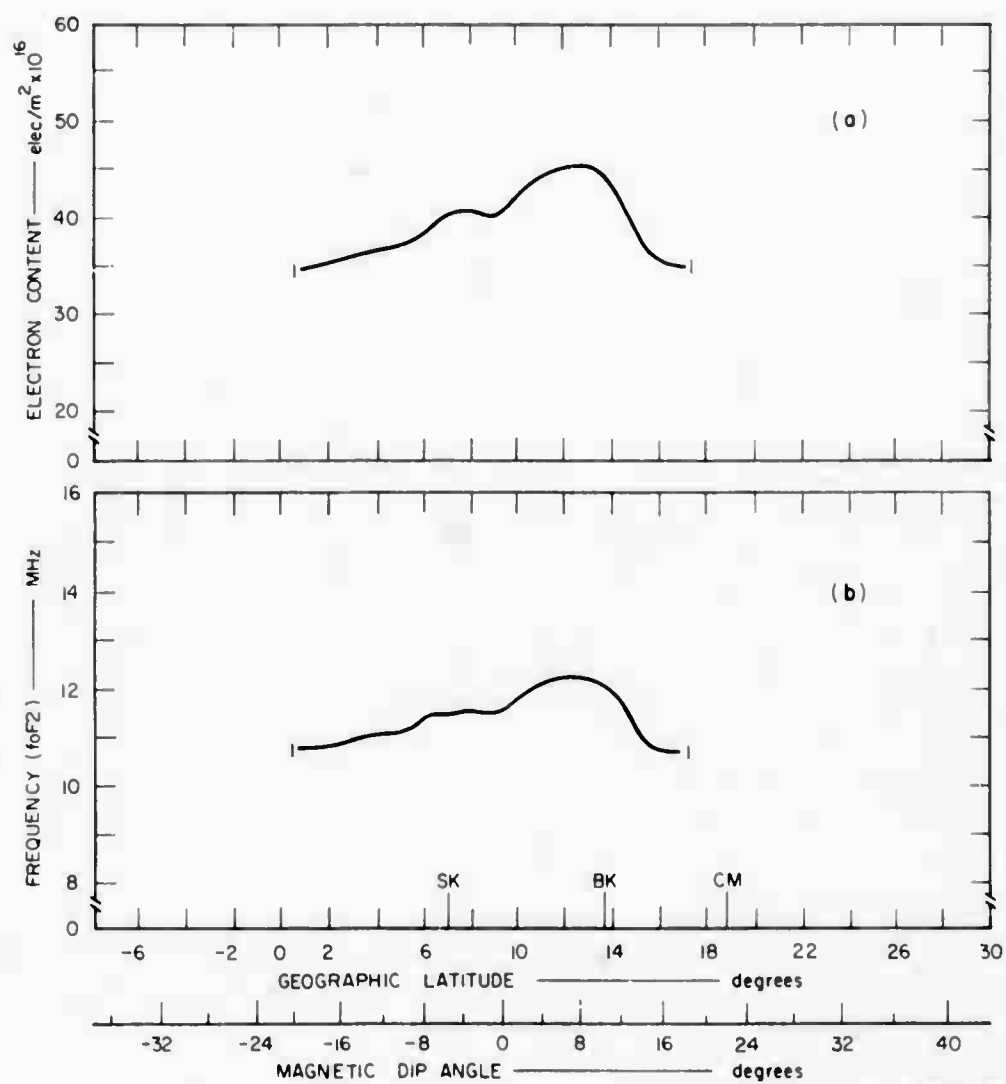 60
50
40
30
20
0
ELECTRON CONTENT — elec/m² x10¹⁶
(a)
16
14
12
10
8
0
FREQUENCY (foF2) — MHz
(b)
SK BK CM
-6 -2 0 2 6 10 14 18 22 26 30
GEOGRAPHIC LATITUDE — degrees
-32 -24 -16 -8 0 8 16 24 32 40
MAGNETIC DIP ANGLE — degrees